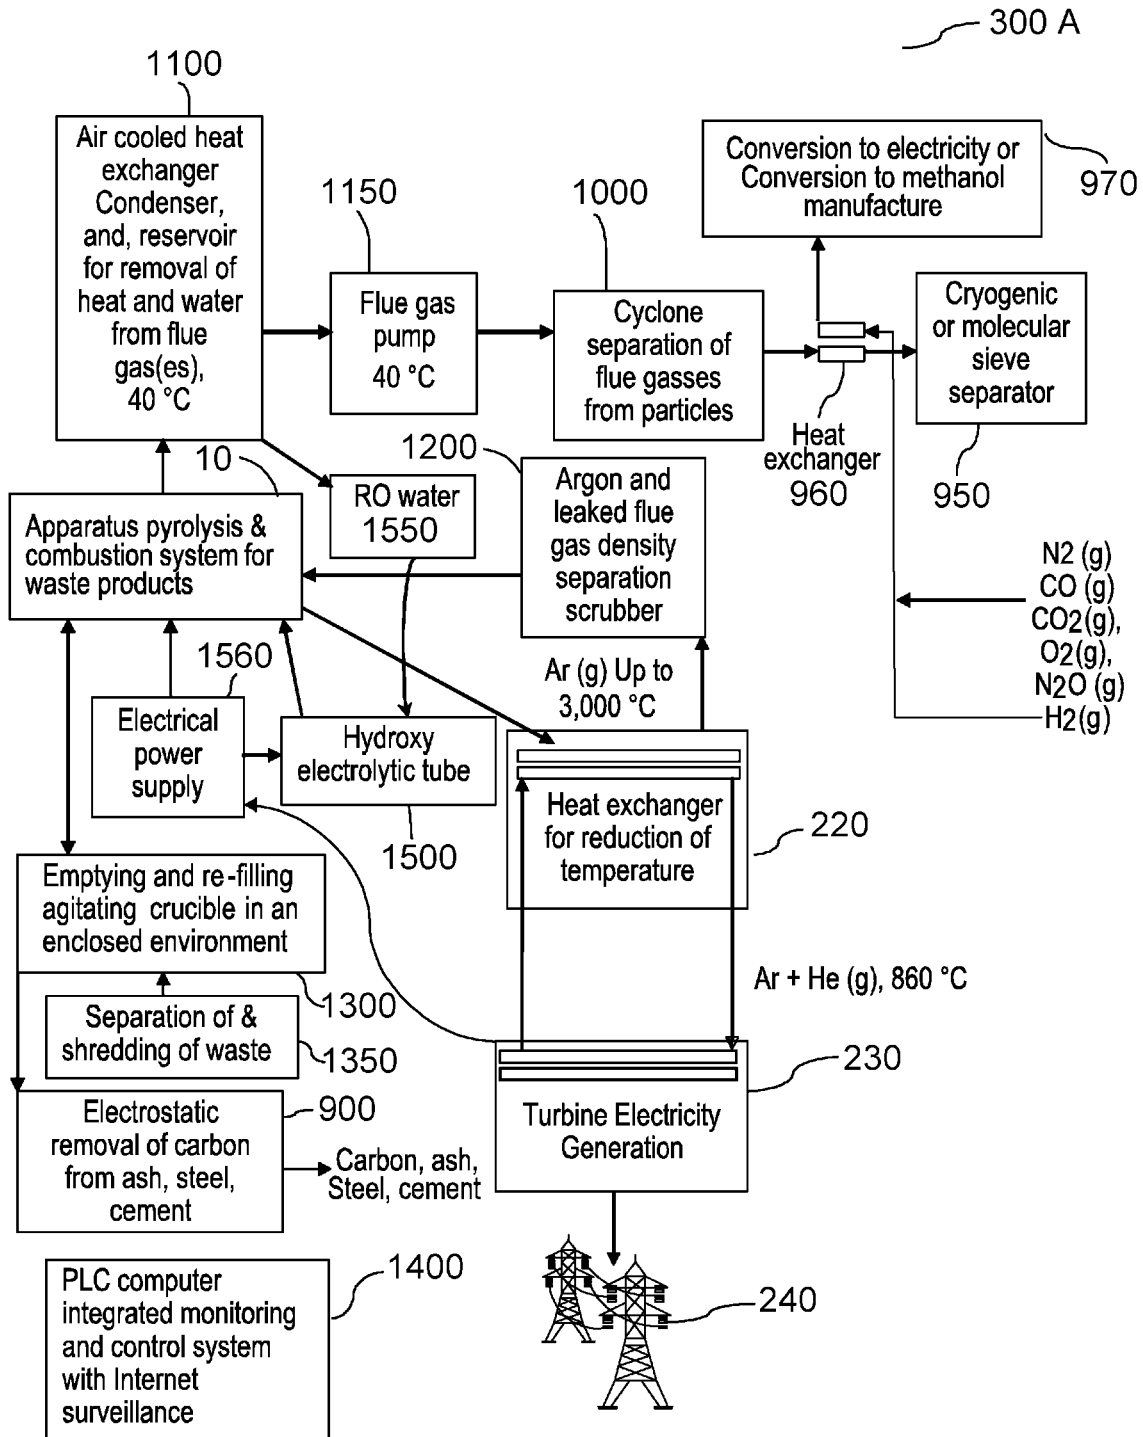 300 A
1100
Air cooled heat
exchanger
Condenser,
and, reservoir
for removal of
heat and water
from flue
gas(es),
40 °C
1150
Flue gas
pump
40 °C
1000
Cyclone
separation of
flue gasses
from particles
Conversion to electricity or
Conversion to methanol
manufacture
970
Cryogenic
or molecular
sieve
separator
950
Heat
exchanger
960
N2 (g)
CO (g)
CO2(g),
O2(g),
N2O (g)
H2(g)
10
Apparatus pyrolysis &
combustion system for
waste products
RO water
1550
1200
Argon and
leaked flue
gas density
separation
scrubber
Ar (g) Up to
3,000 °C
1560
Electrical
power
supply
Hydroxy
electrolytic tube
1500
Heat exchanger
for reduction of
temperature
220
Emptying and re-filling
agitating crucible in an
enclosed environment
1300
Separation of &
shredding of waste
1350
Ar + He (g), 860 °C
Turbine Electricity
Generation
230
Electrostatic
removal of carbon
from ash, steel,
cement
900
Carbon, ash,
Steel, cement
240
PLC computer
integrated monitoring
and control system
with Internet
surveillance
1400